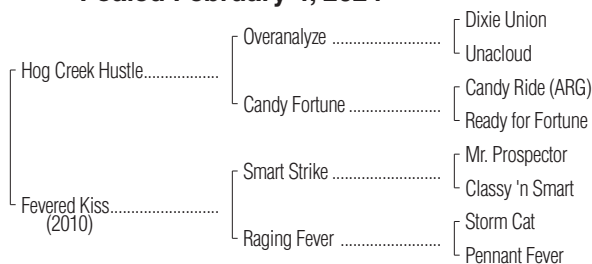 Dixie Union
Overanalyze ........................
Unacloud
Hog Creek Hustle.................
Candy Ride (ARG)
Candy Fortune .....................
Ready for Fortune
Mr. Prospector
Smart Strike ........................
Classy 'n Smart
Fevered Kiss.........................
(2010)
Storm Cat
Raging Fever ......................
Pennant Fever